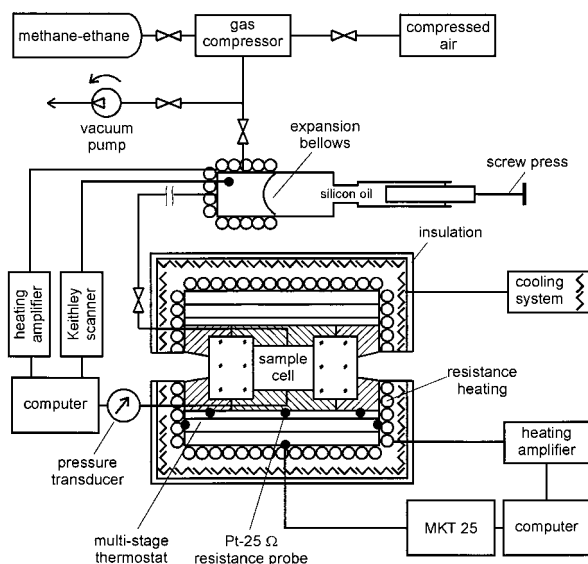 methane-ethane
gas
compressor
compressed
air
vacuum
pump
expansion
bellows
silicon oil
screw press
insulation
heating
amplifier
Keithley
scanner
cooling
system
sample
cell
computer
resistance
heating
pressure
transducer
heating
amplifier
multi-stage
thermostat
Pt-25 Ω
resistance probe
MKT 25
computer